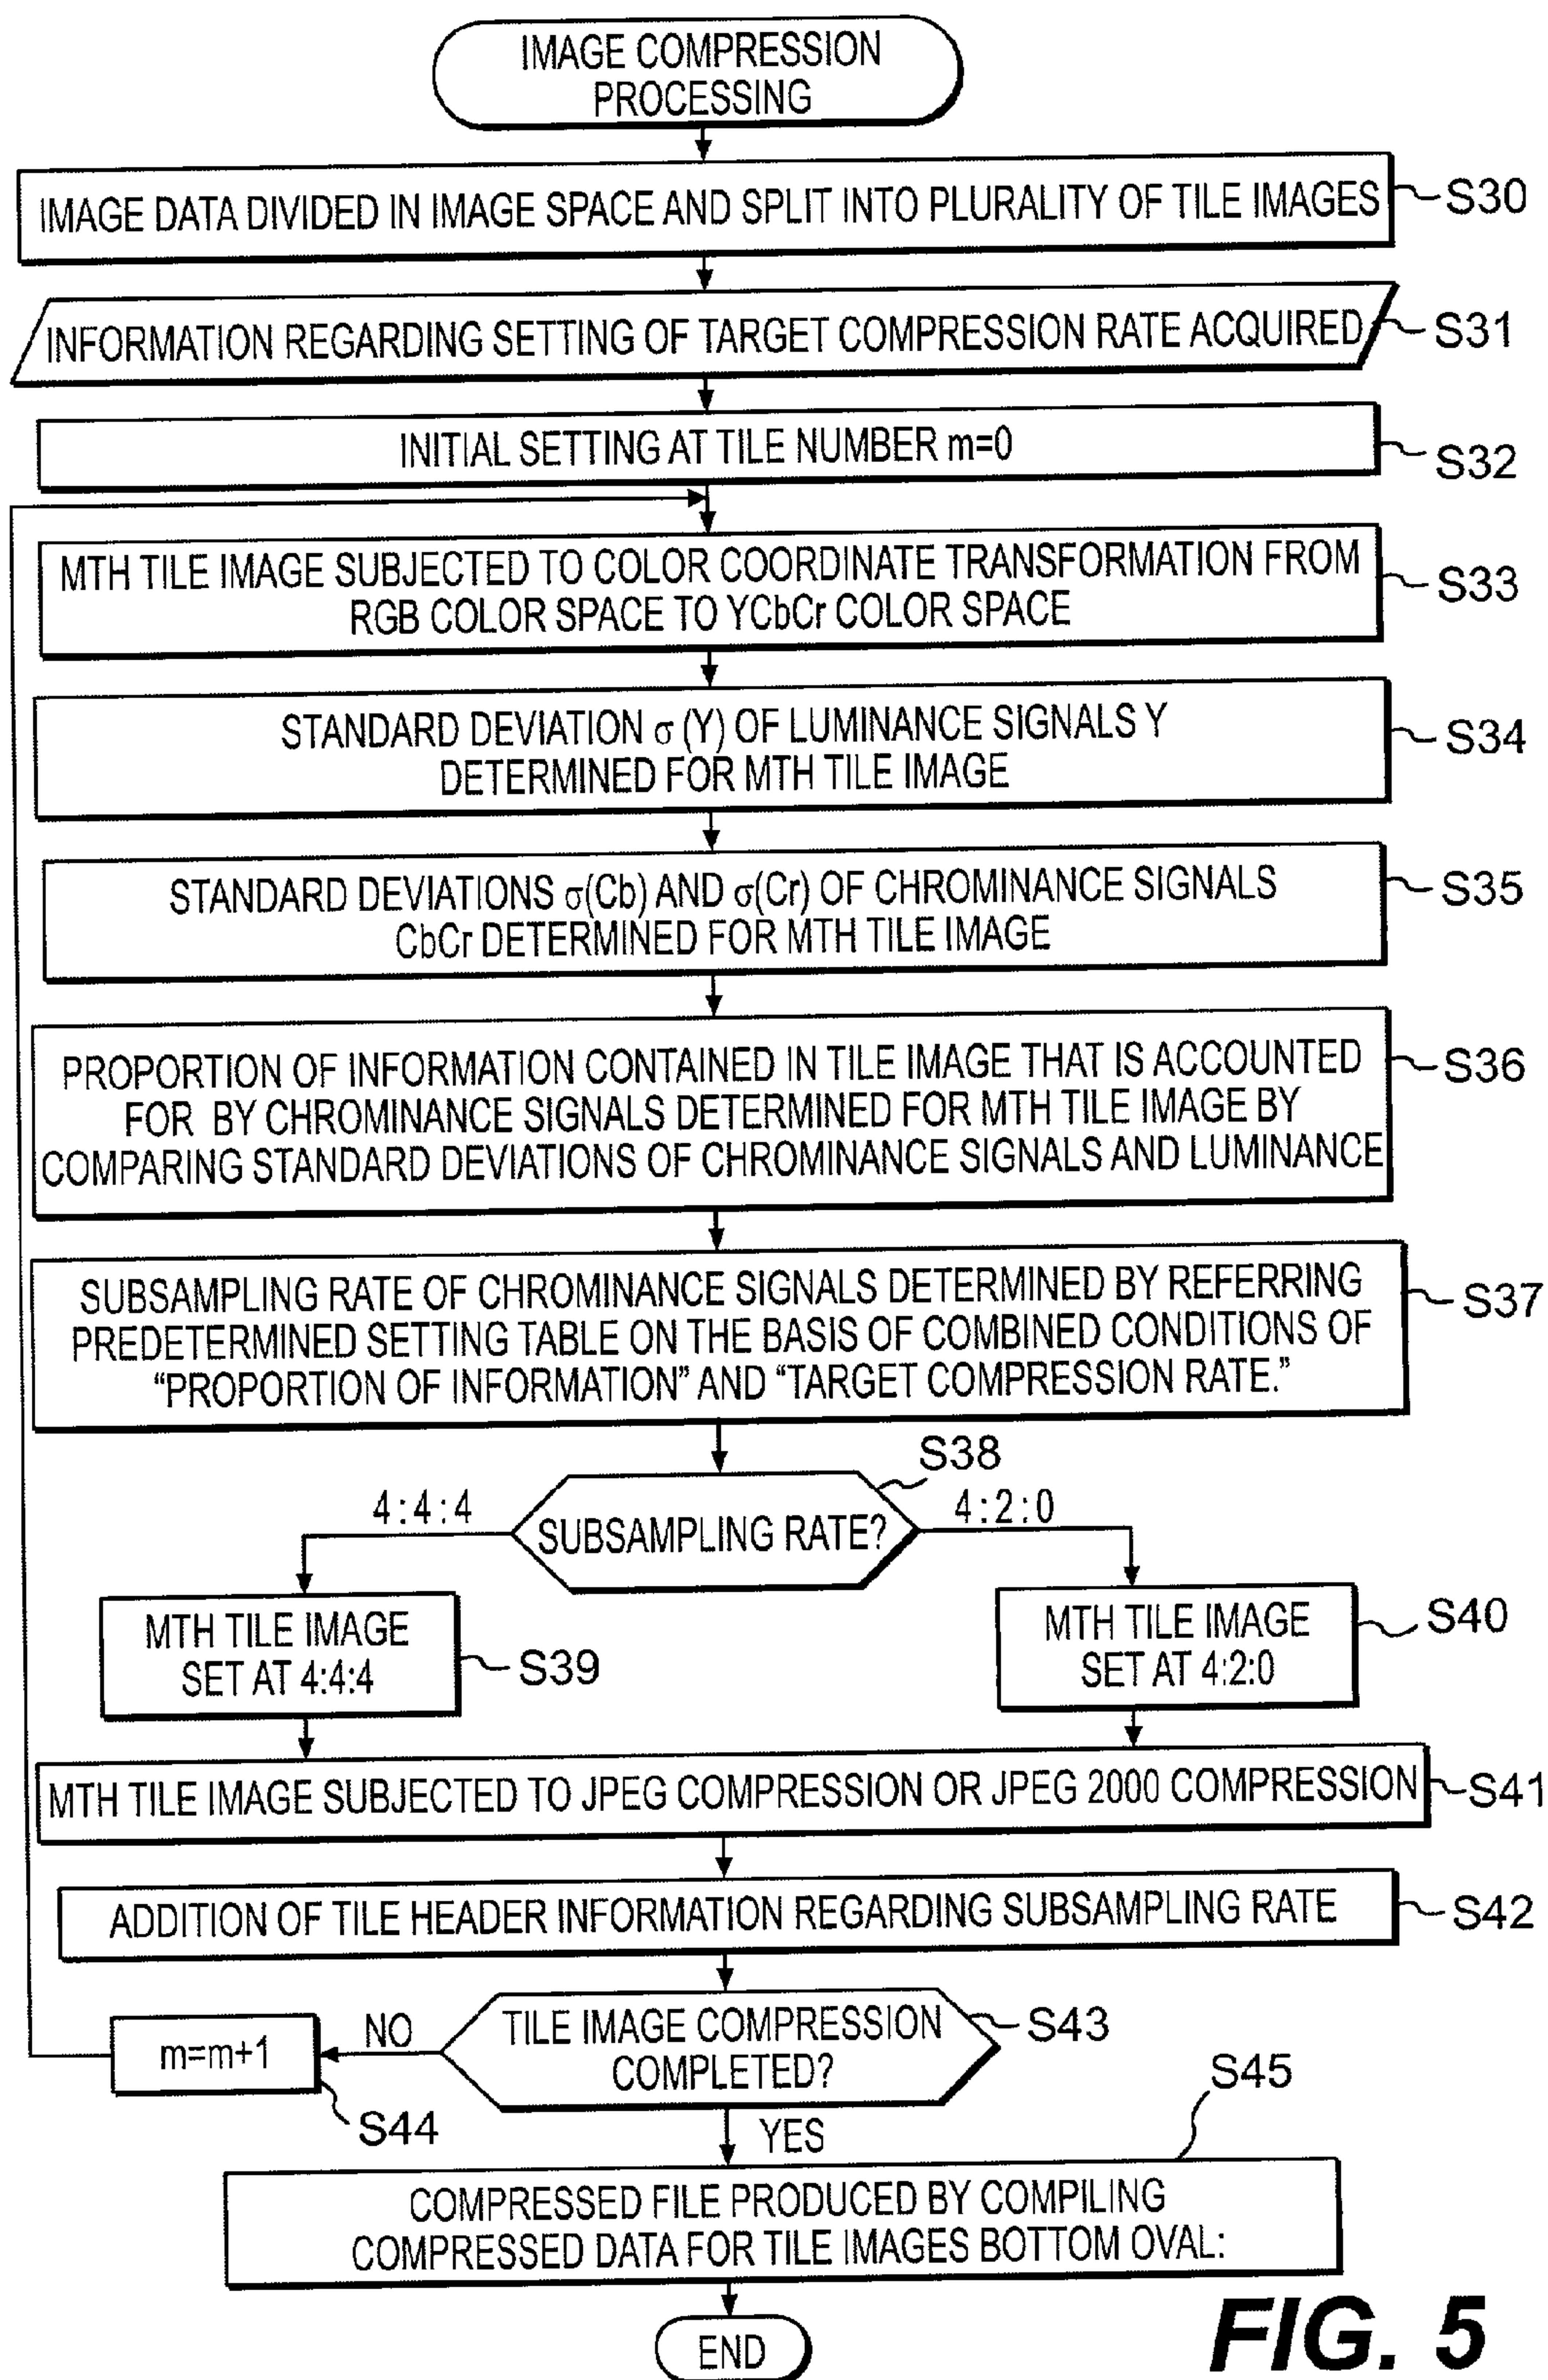 IMAGE COMPRESSION
PROCESSING
IMAGE DATA DIVIDED IN IMAGE SPACE AND SPLIT INTO PLURALITY OF TILE IMAGES
S30
INFORMATION REGARDING SETTING OF TARGET COMPRESSION RATE ACQUIRED
S31
INITIAL SETTING AT TILE NUMBER m=0
S32
MTH TILE IMAGE SUBJECTED TO COLOR COORDINATE TRANSFORMATION FROM
RGB COLOR SPACE TO YCbCr COLOR SPACE
S33
STANDARD DEVIATION σ (Y) OF LUMINANCE SIGNALS Y
DETERMINED FOR MTH TILE IMAGE
S34
STANDARD DEVIATIONS σ(Cb) AND σ(Cr) OF CHROMINANCE SIGNALS
CbCr DETERMINED FOR MTH TILE IMAGE
S35
PROPORTION OF INFORMATION CONTAINED IN TILE IMAGE THAT IS ACCOUNTED
FOR BY CHROMINANCE SIGNALS DETERMINED FOR MTH TILE IMAGE BY
COMPARING STANDARD DEVIATIONS OF CHROMINANCE SIGNALS AND LUMINANCE
S36
SUBSAMPLING RATE OF CHROMINANCE SIGNALS DETERMINED BY REFERRING
PREDETERMINED SETTING TABLE ON THE BASIS OF COMBINED CONDITIONS OF
“PROPORTION OF INFORMATION” AND “TARGET COMPRESSION RATE.”
S37
S38
4:4:4
SUBSAMPLING RATE?
4:2:0
MTH TILE IMAGE
SET AT 4:4:4
S39
MTH TILE IMAGE
SET AT 4:2:0
S40
MTH TILE IMAGE SUBJECTED TO JPEG COMPRESSION OR JPEG 2000 COMPRESSION
S41
ADDITION OF TILE HEADER INFORMATION REGARDING SUBSAMPLING RATE
S42
TILE IMAGE COMPRESSION
COMPLETED?
S43
NO
m=m+1
S44
YES
S45
COMPRESSED FILE PRODUCED BY COMPILING
COMPRESSED DATA FOR TILE IMAGES BOTTOM OVAL:
END
FIG. 5